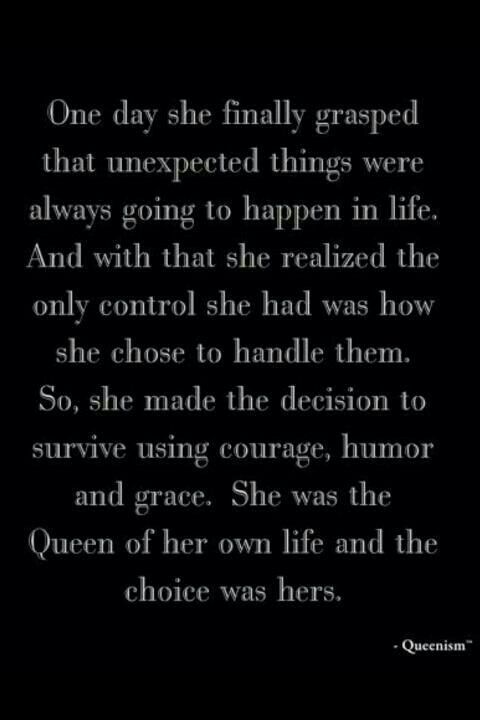 One day she finally grasped
that unexpected things were
always going to happen in life.
And with that she realized the
only control she had was how
she chose to handle them.
So, she made the decision to
survive using courage, humor
and grace. She was the
Queen of her own life and the
choice was hers.
- Queenism™